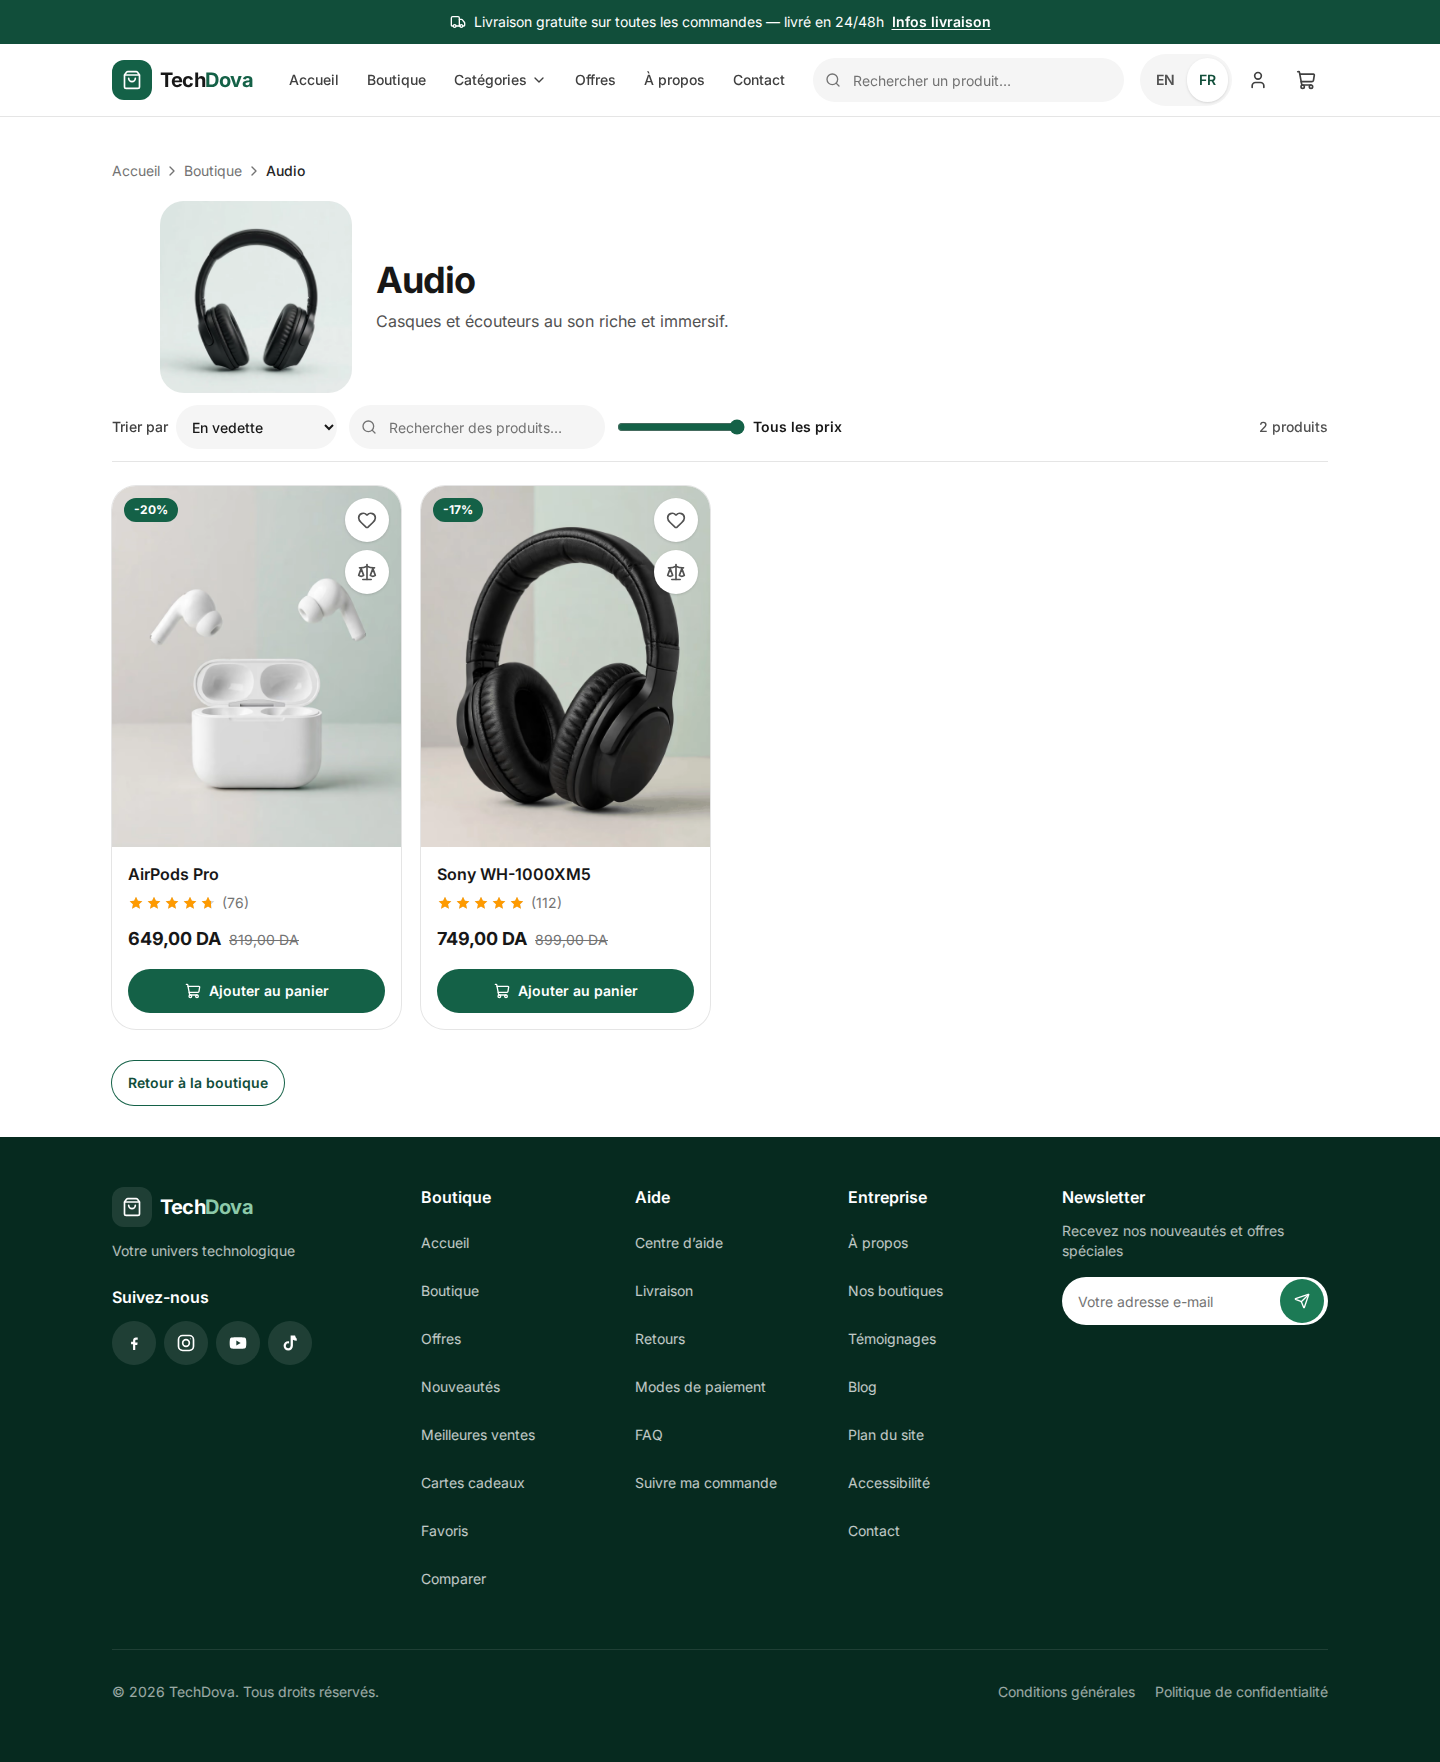 Livraison gratuite sur toutes les commandes — livré en 24/48h Infos livraison
TechDova
Accueil
Boutique
Catégories
Offres
À propos
Contact
Rechercher un produit...
EN
FR
Accueil > Boutique > Audio
Audio
Casques et écouteurs au son riche et immersif.
Trier par
En vedette
Rechercher des produits...
Tous les prix
2 produits
-20%
AirPods Pro
(76)
649,00 DA 819,00 DA
Ajouter au panier
-17%
Sony WH-1000XM5
(112)
749,00 DA 899,00 DA
Ajouter au panier
Retour à la boutique
TechDova
Votre univers technologique
Suivez-nous
Boutique
Accueil
Boutique
Offres
Nouveautés
Meilleures ventes
Cartes cadeaux
Favoris
Comparer
Aide
Centre d’aide
Livraison
Retours
Modes de paiement
FAQ
Suivre ma commande
Entreprise
À propos
Nos boutiques
Témoignages
Blog
Plan du site
Accessibilité
Contact
Newsletter
Recevez nos nouveautés et offres
spéciales
Votre adresse e-mail
© 2026 TechDova. Tous droits réservés.
Conditions générales
Politique de confidentialité